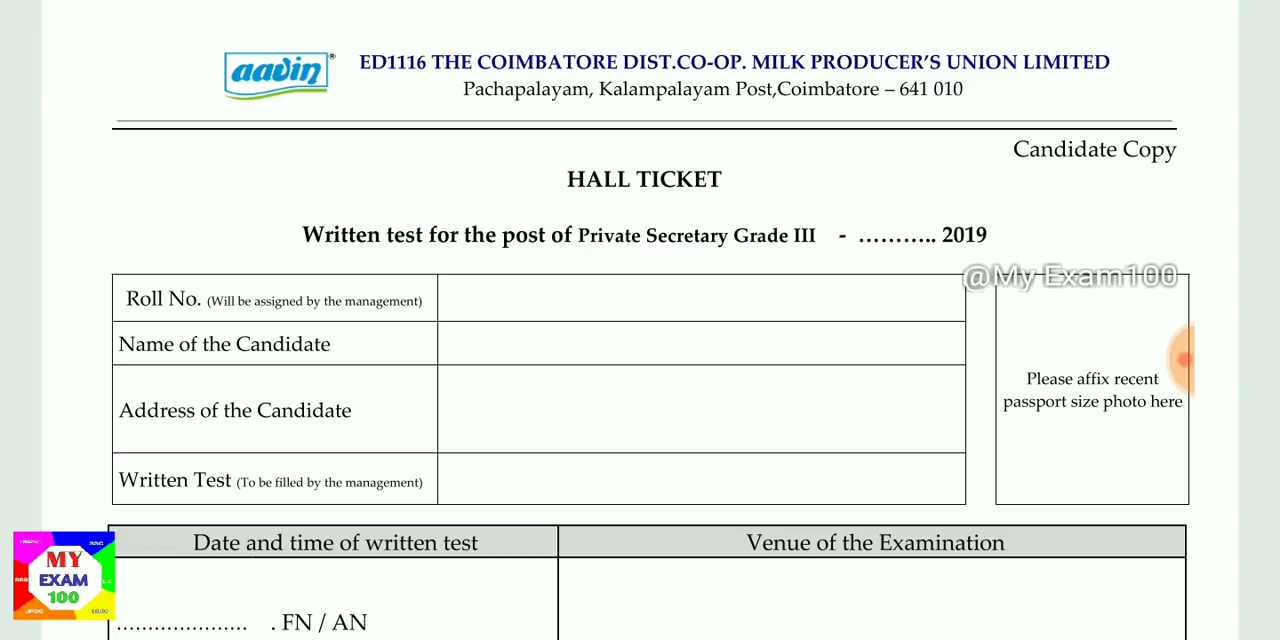 aavin ®
ED1116 THE COIMBATORE DIST.CO-OP. MILK PRODUCER'S UNION LIMITED
Pachapalayam, Kalampalayam Post,Coimbatore – 641 010
Candidate Copy
HALL TICKET
Written test for the post of Private Secretary Grade III - ……….. 2019
@My Exam100
Roll No. (Will be assigned by the management)
Name of the Candidate
Address of the Candidate
Written Test (To be filled by the management)
Please affix recent
passport size photo here
Date and time of written test
Venue of the Examination
………………… . FN / AN
SSC
MY
EXAM
100